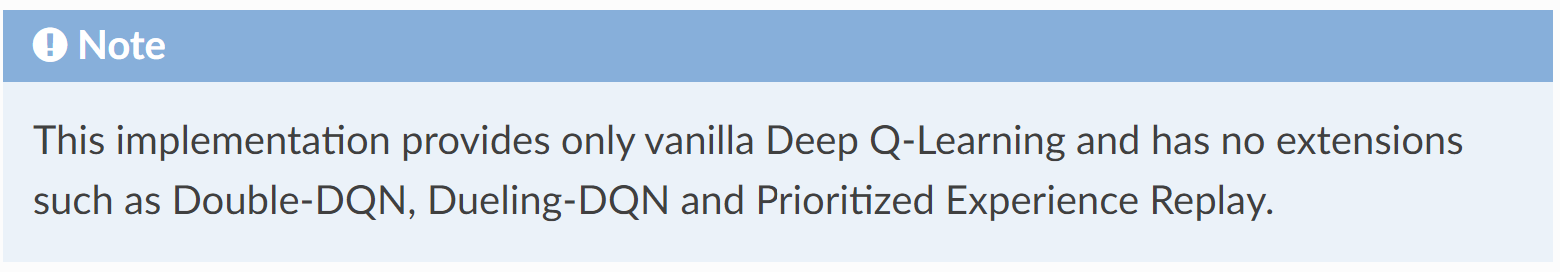 Note
This implementation provides only vanilla Deep Q-Learning and has no extensions
such as Double-DQN, Dueling-DQN and Prioritized Experience Replay.